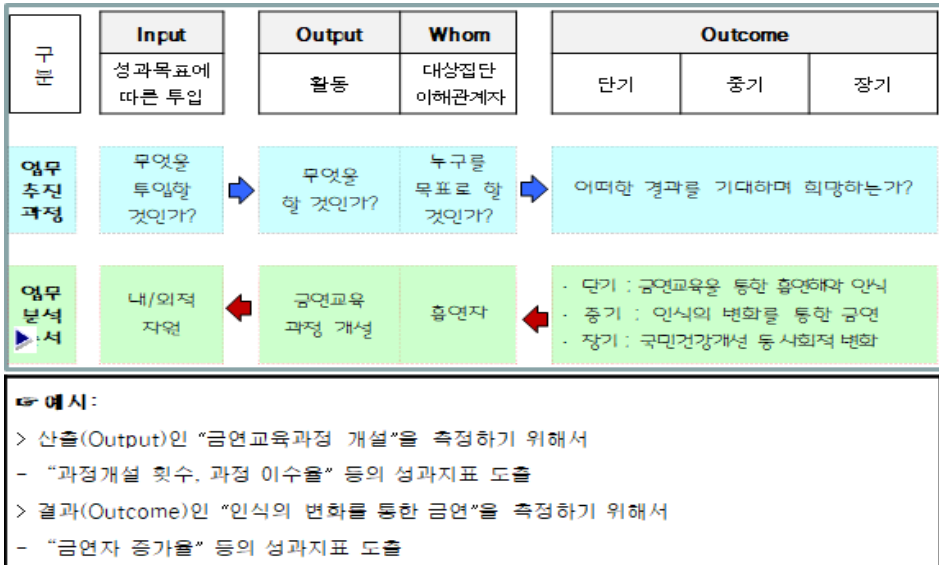 구분
Input
Output
Whom
Outcome
성과목표에
따른 투입
활동
대상집단
이해관계자
단기
중기
장기
업무
추진
과정
무엇을
투입할
것인가?
무엇을
할 것인가?
누구를
목표로 할
것인가?
어떠한 결과를 기대하며 희망하는가?
업무
분석
서
내/외적
자원
금연교육
과정 개설
흡연자
- 단기 : 금연교육을 통한 흡연해악 인식
- 중기 : 인식의 변화를 통한 금연
- 장기 : 국민건강개선 등 사회적 변화
☞ 예시:
> 산출(Output)인 “금연교육과정 개설”을 측정하기 위해서
- “과정개설 횟수, 과정 이수율” 등의 성과지표 도출
> 결과(Outcome)인 “인식의 변화를 통한 금연”을 측정하기 위해서
- “금연자 증가율” 등의 성과지표 도출